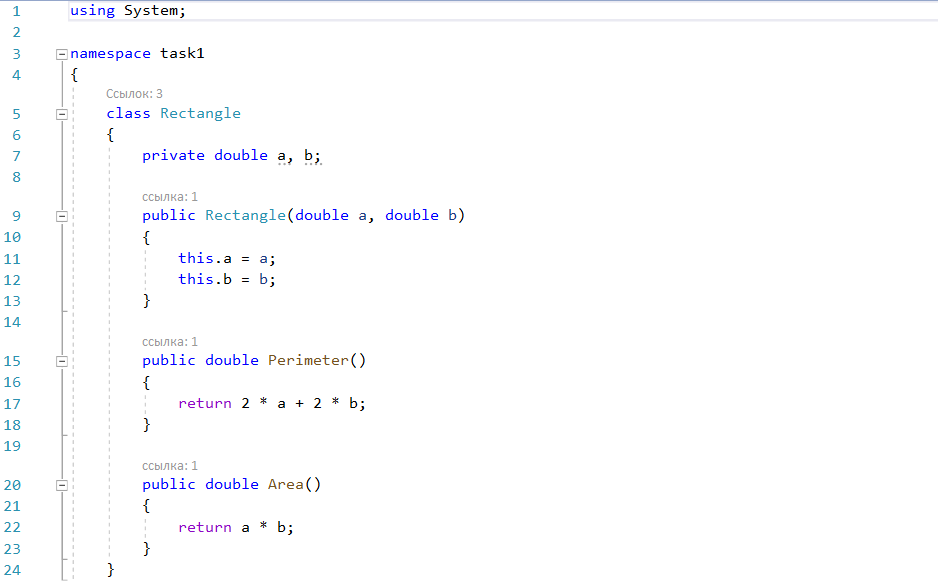 1 using System;
2
3 namespace task1
4 {
Ссылок: 3
5 class Rectangle
6 {
7 private double a, b;
8
ссылка: 1
9 public Rectangle(double a, double b)
10 {
11 this.a = a;
12 this.b = b;
13 }
14
ссылка: 1
15 public double Perimeter()
16 {
17 return 2 * a + 2 * b;
18 }
19
ссылка: 1
20 public double Area()
21 {
22 return a * b;
23 }
24 }